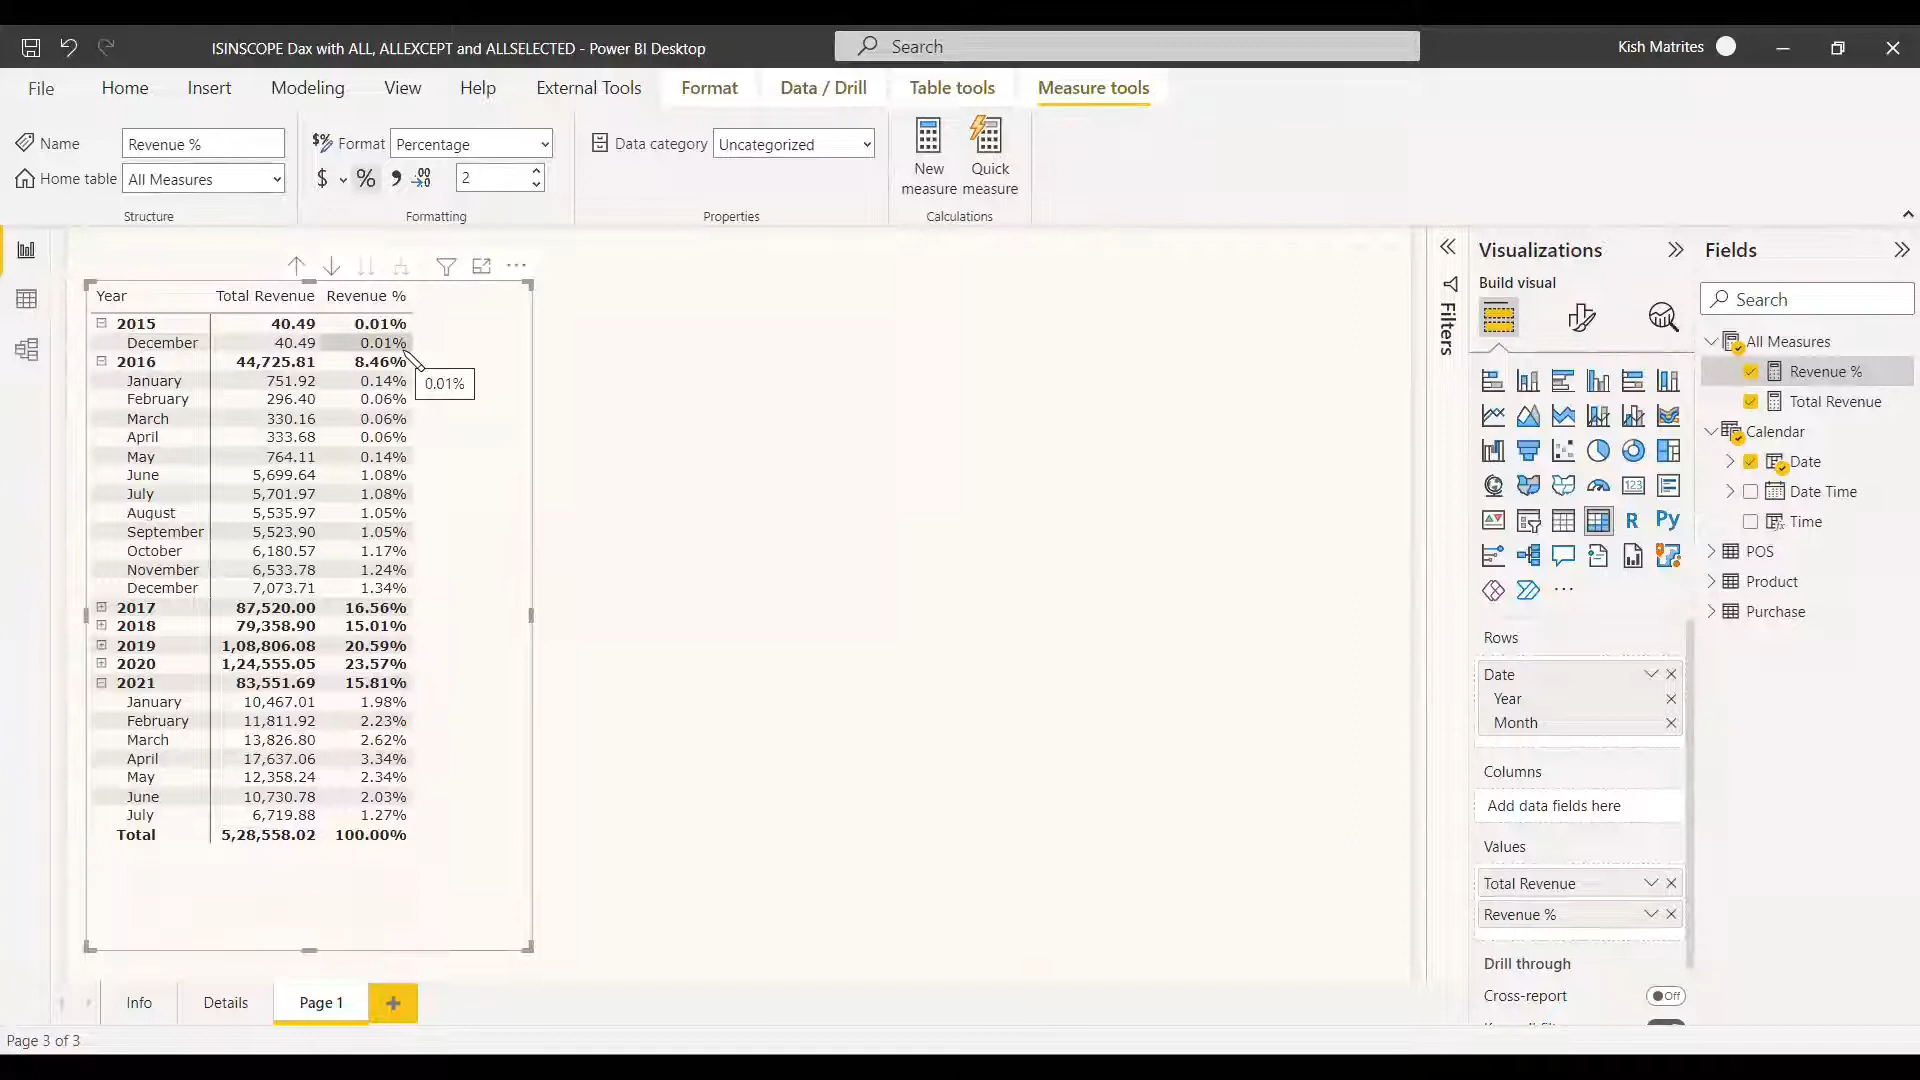 ISINSCOPE Dax with ALL, ALLEXCEPT and ALLSELECTED - Power BI Desktop
Search
Kish Matrites
File Home Insert Modeling View Help External Tools Format Data / Drill Table tools Measure tools
Name Revenue %
Home table All Measures
Structure
Format Percentage
$ % 2
Formatting
Data category Uncategorized
Properties
New measure
Quick measure
Calculations
Year Total Revenue Revenue %
2015 40.49 0.01%
December 40.49 0.01%
2016 44,725.81 8.46%
0.01%
January 751.92 0.14%
February 296.40 0.06%
March 330.16 0.06%
April 333.68 0.06%
May 764.11 0.14%
June 5,699.64 1.08%
July 5,701.97 1.08%
August 5,535.97 1.05%
September 5,523.90 1.05%
October 6,180.57 1.17%
November 6,533.78 1.24%
December 7,073.71 1.34%
2017 87,520.00 16.56%
2018 79,358.90 15.01%
2019 1,08,806.08 20.59%
2020 1,24,555.05 23.57%
2021 83,551.69 15.81%
January 10,467.01 1.98%
February 11,811.92 2.23%
March 13,826.80 2.62%
April 17,637.06 3.34%
May 12,358.24 2.34%
June 10,730.78 2.03%
July 6,719.88 1.27%
Total 5,28,558.02 100.00%
Filters
Visualizations
Build visual
123
R
Py
Rows
Date
Year
Month
Columns
Add data fields here
Values
Total Revenue
Revenue %
Drill through
Cross-report Off
Fields
Search
All Measures
Revenue %
Total Revenue
Calendar
Date
Date Time
Time
POS
Product
Purchase
Info Details Page 1
Page 3 of 3